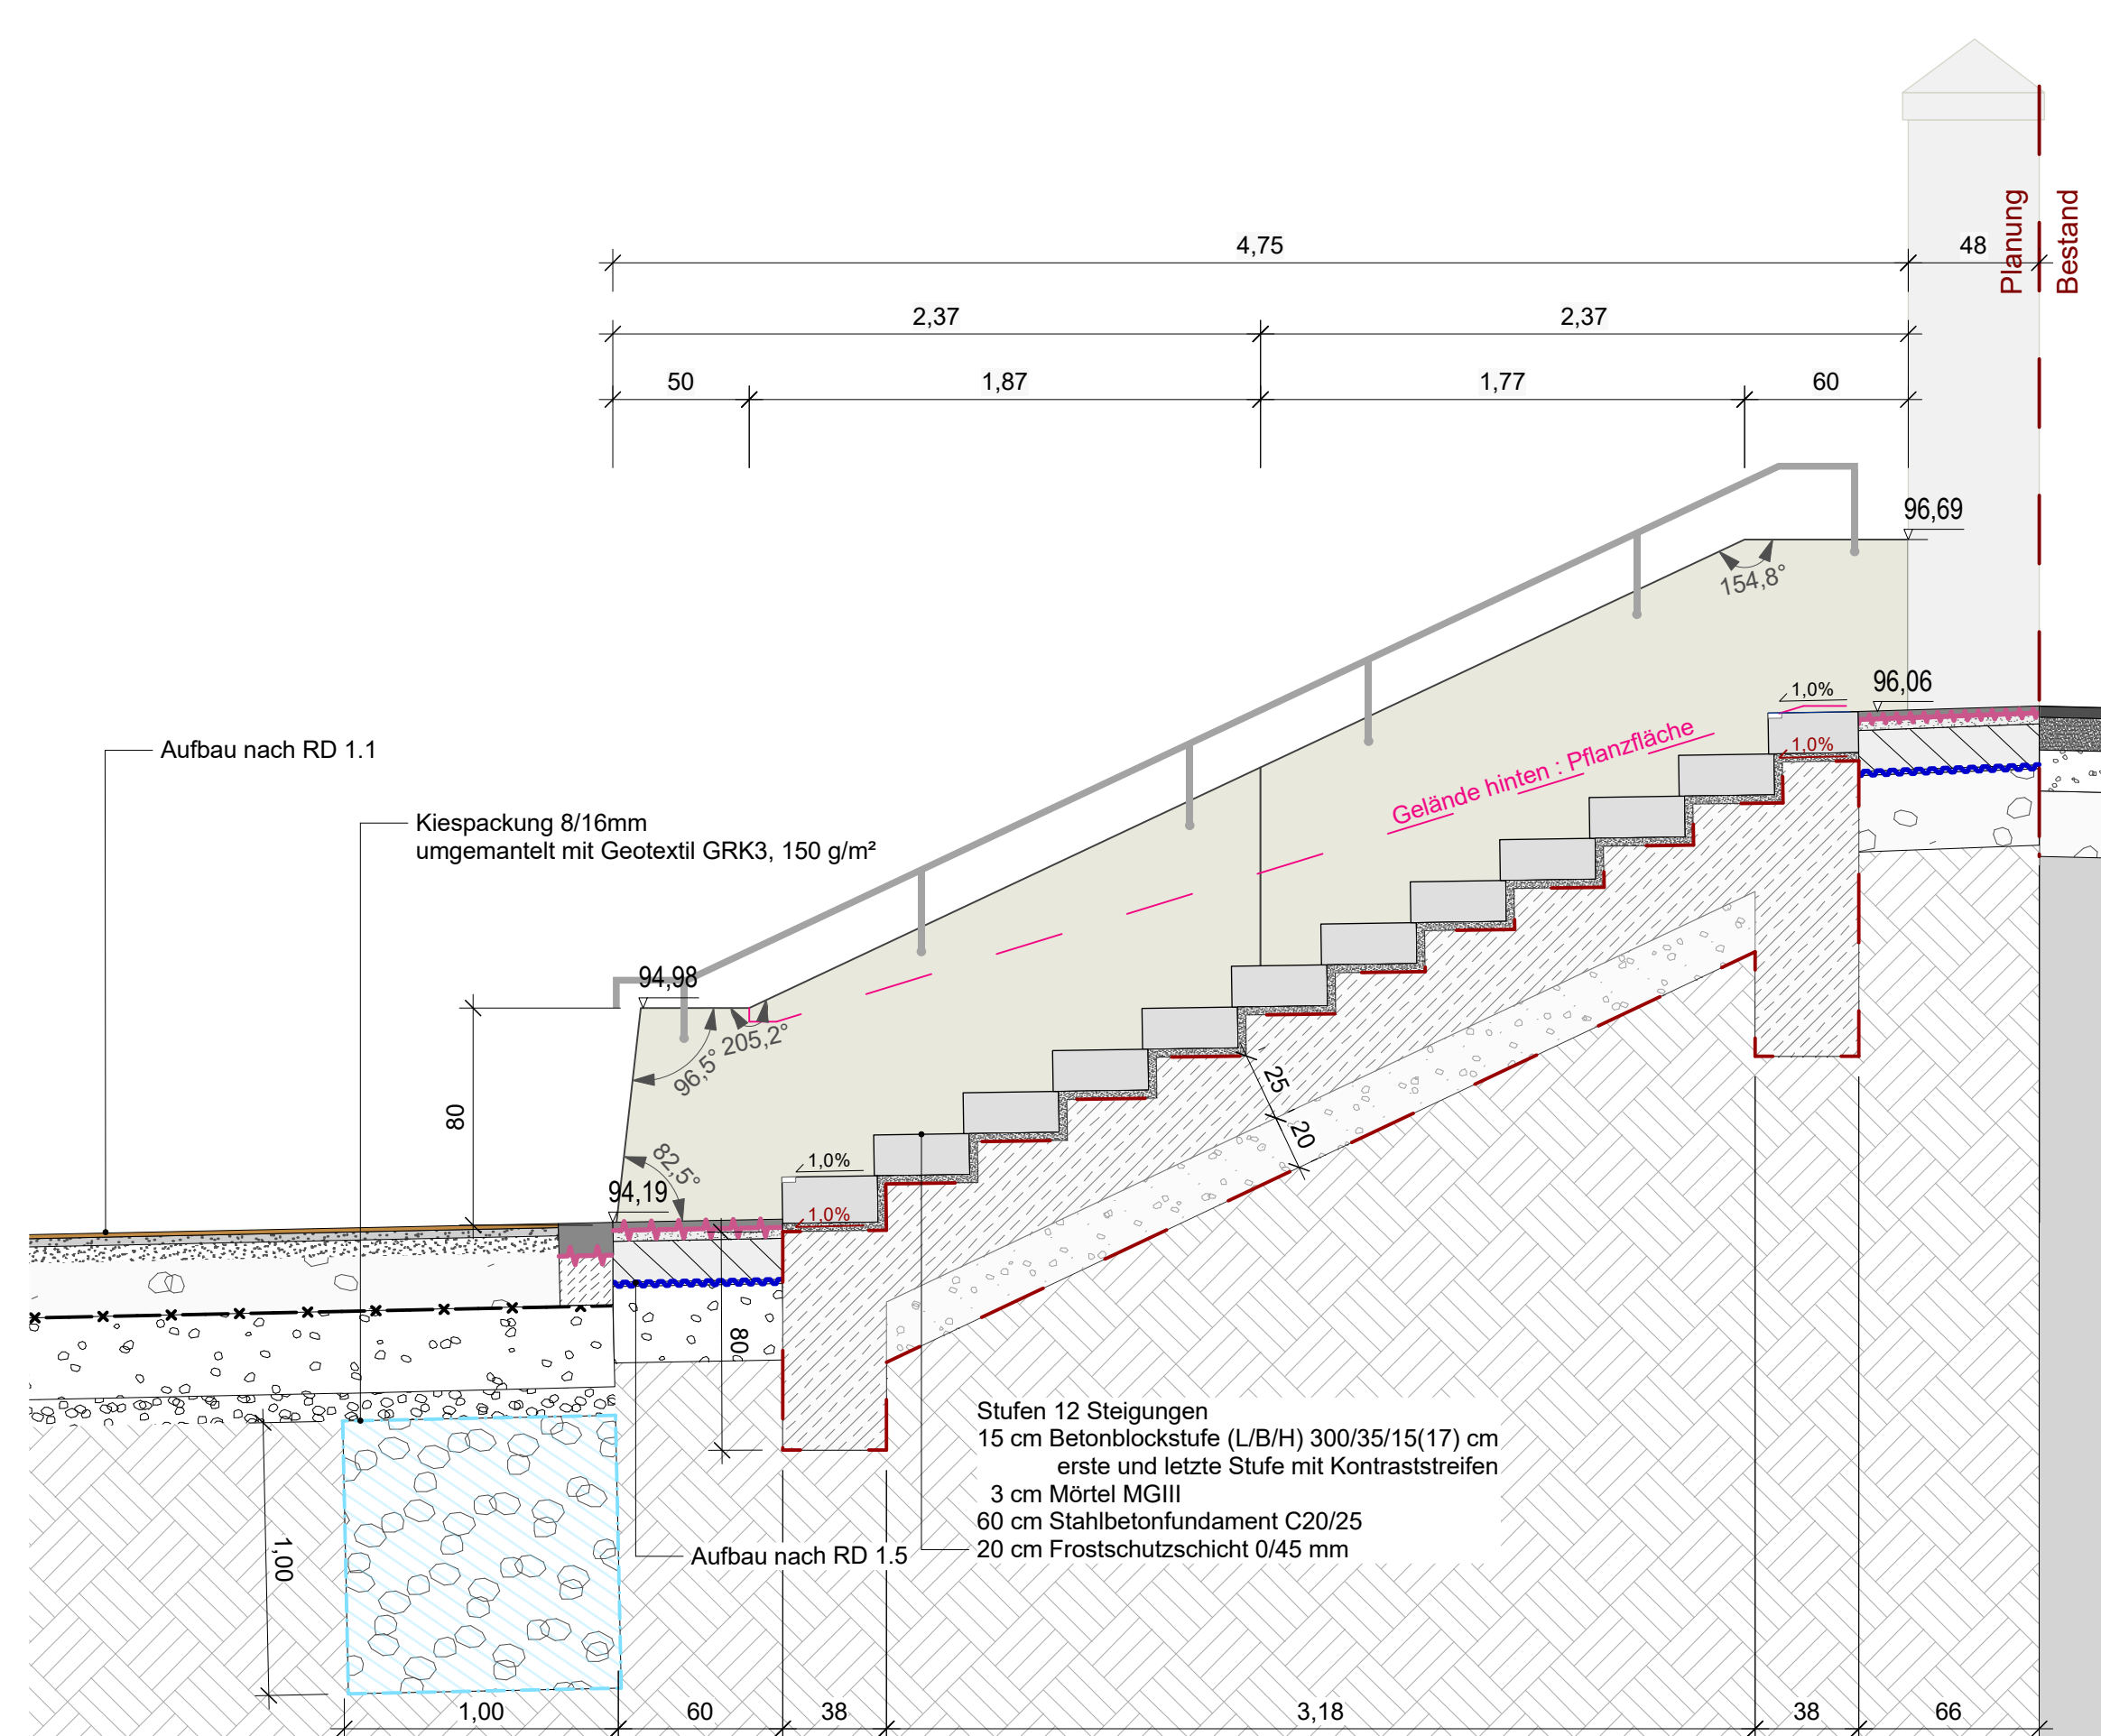 Planung
Bestand
4,75
48
2,37
2,37
50
1,87
1,77
60
96,69
154,8°
1,0%
96,06
Gelände hinten : Pflanzfläche
1,0%
Aufbau nach RD 1.1
Kiespackung 8/16mm
umgemantelt mit Geotextil GRK3, 150 g/m²
94,98
205,2°
96,5°
80
82,5°
94,19
1,0%
1,0%
25
20
80
Stufen 12 Steigungen
15 cm Betonblockstufe (L/B/H) 300/35/15(17) cm
erste und letzte Stufe mit Kontraststreifen
3 cm Mörtel MGIII
60 cm Stahlbetonfundament C20/25
20 cm Frostschutzschicht 0/45 mm
Aufbau nach RD 1.5
1,00
1,00
60
38
3,18
38
66